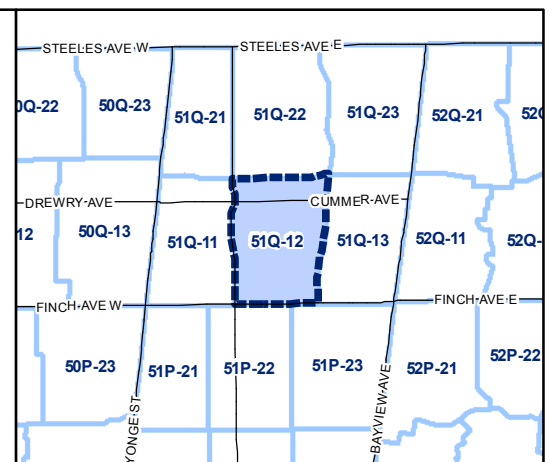 STEELES AVE W
STEELES AVE E
0Q-22
50Q-23
51Q-21
51Q-22
51Q-23
52Q-21
520
DREWRY AVE
CUMMER AVE
12
50Q-13
51Q-11
51Q-12
51Q-13
52Q-11
52Q-
FINCH AVE W
FINCH AVE E
50P-23
51P-21
51P-22
51P-23
52P-21
52P-22
YONGE ST
BAYVIEW AVE